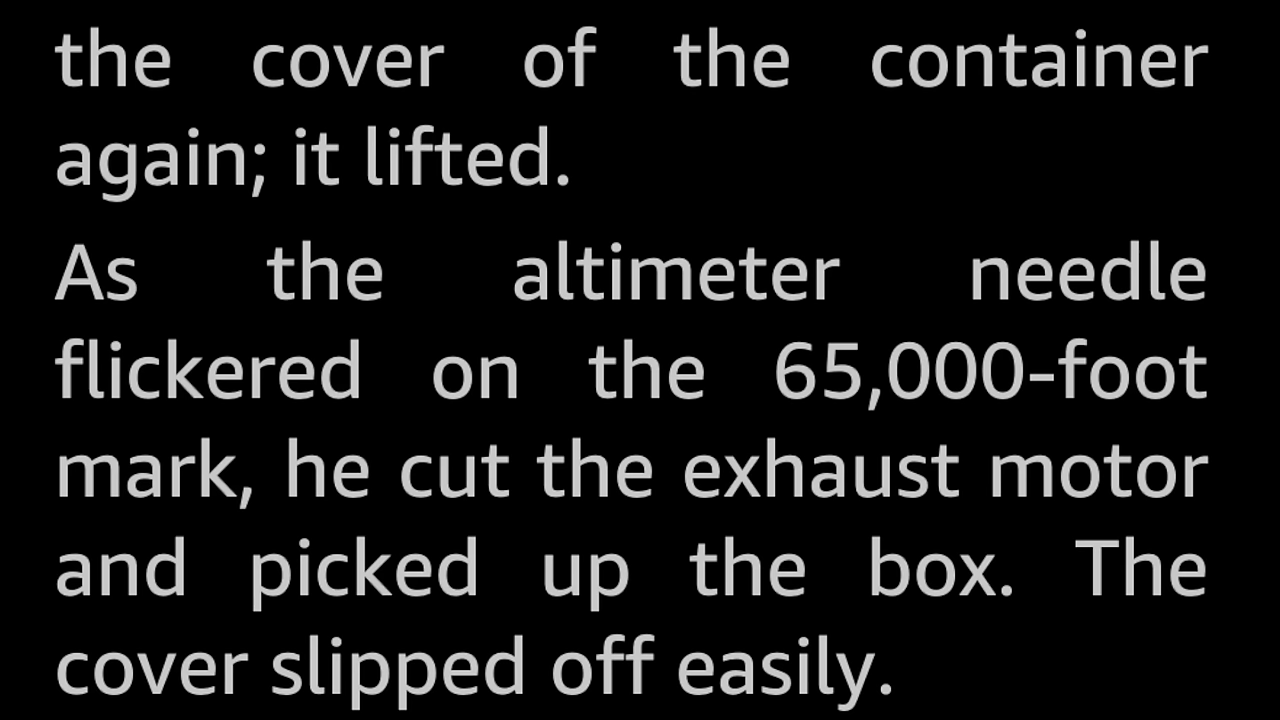 the cover of the container
again; it lifted.
As the altimeter needle
flickered on the 65,000-foot
mark, he cut the exhaust motor
and picked up the box. The
cover slipped off easily.